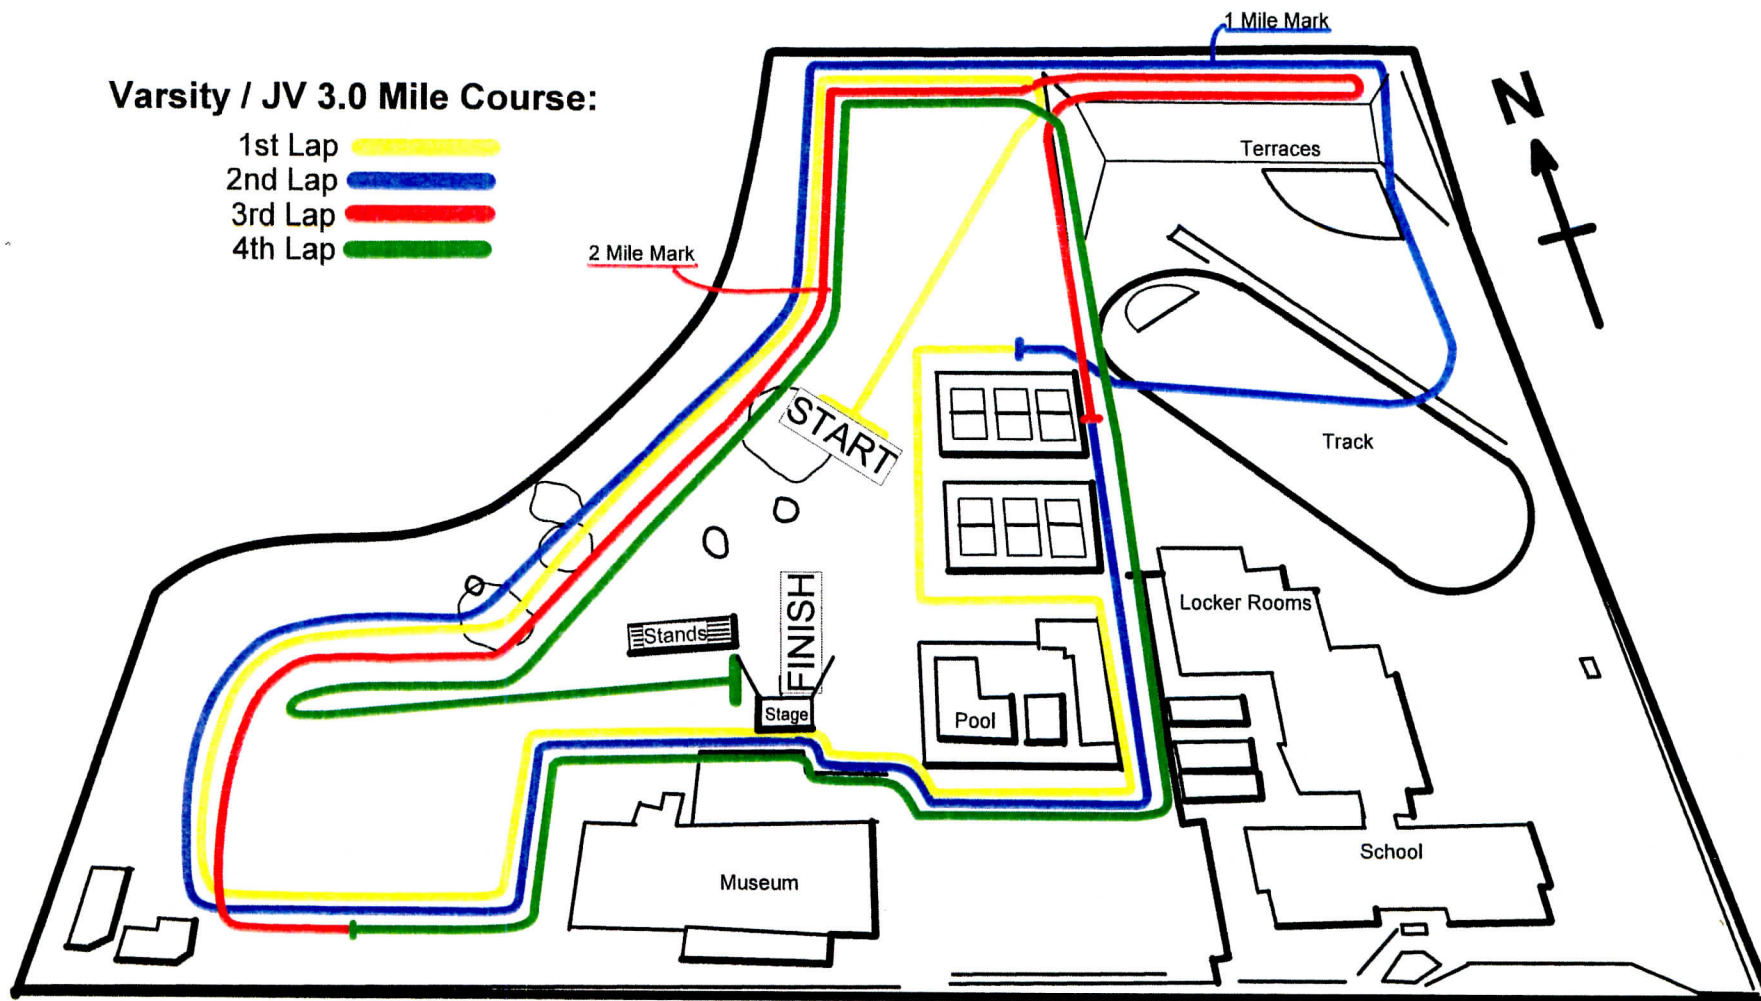 1 Mile Mark
Varsity / JV 3.0 Mile Course:
1st Lap
2nd Lap
3rd Lap
4th Lap
N
Terraces
2 Mile Mark
START
Track
FINISH
Stands
Locker Rooms
Stage
Pool
School
Museum